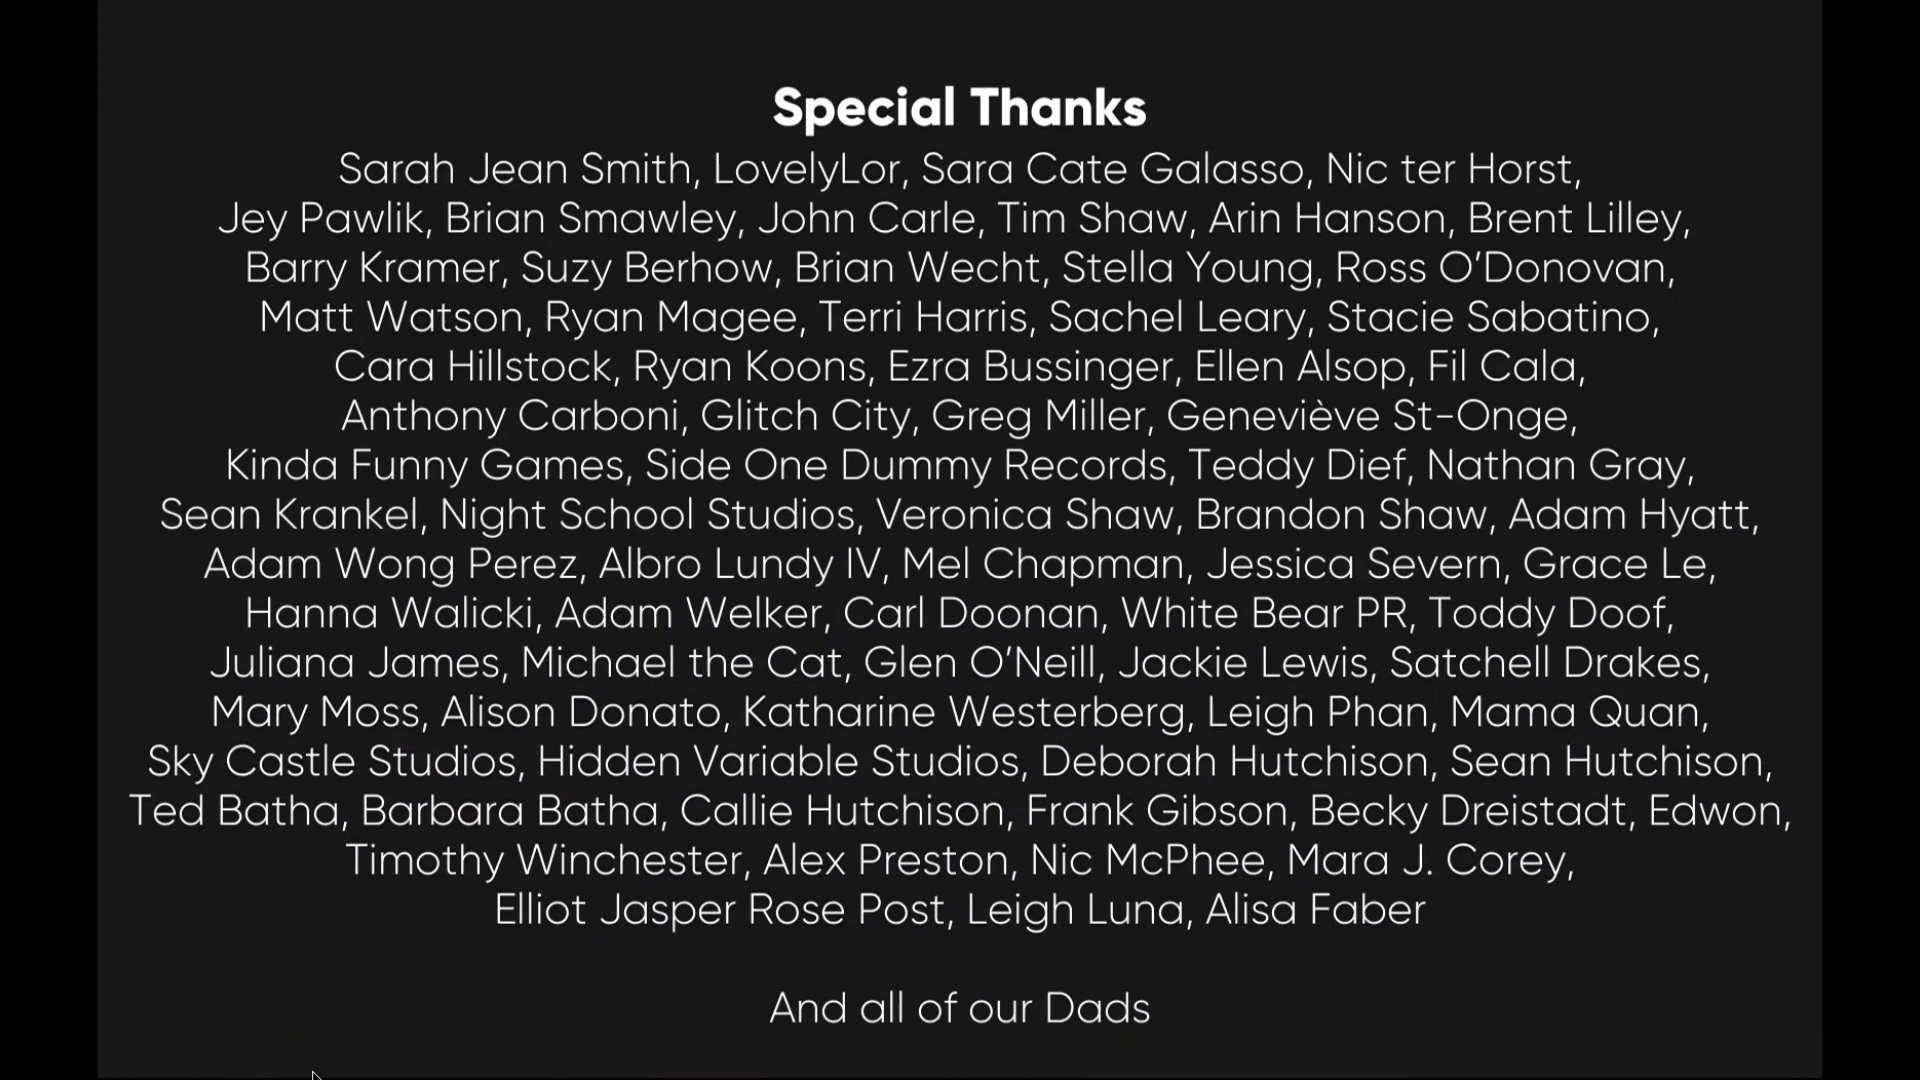 Special Thanks
Sarah Jean Smith, LovelyLor, Sara Cate Galasso, Nic ter Horst,
Jey Pawlik, Brian Smawley, John Carle, Tim Shaw, Arin Hanson, Brent Lilley,
Barry Kramer, Suzy Berhow, Brian Wecht, Stella Young, Ross O’Donovan,
Matt Watson, Ryan Magee, Terri Harris, Sachel Leary, Stacie Sabatino,
Cara Hillstock, Ryan Koons, Ezra Bussinger, Ellen Alsop, Fil Cala,
Anthony Carboni, Glitch City, Greg Miller, Geneviève St-Onge,
Kinda Funny Games, Side One Dummy Records, Teddy Dief, Nathan Gray,
Sean Krankel, Night School Studios, Veronica Shaw, Brandon Shaw, Adam Hyatt,
Adam Wong Perez, Albro Lundy IV, Mel Chapman, Jessica Severn, Grace Le,
Hanna Walicki, Adam Welker, Carl Doonan, White Bear PR, Toddy Doof,
Juliana James, Michael the Cat, Glen O’Neill, Jackie Lewis, Satchell Drakes,
Mary Moss, Alison Donato, Katharine Westerberg, Leigh Phan, Mama Quan,
Sky Castle Studios, Hidden Variable Studios, Deborah Hutchison, Sean Hutchison,
Ted Batha, Barbara Batha, Callie Hutchison, Frank Gibson, Becky Dreistadt, Edwon,
Timothy Winchester, Alex Preston, Nic McPhee, Mara J. Corey,
Elliot Jasper Rose Post, Leigh Luna, Alisa Faber
And all of our Dads